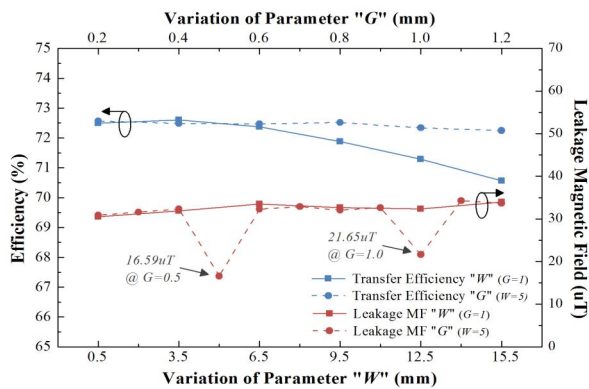 Variation of Parameter "G" (mm)
0.2 0.4 0.6 0.8 1.0 1.2
75
74
73
72
71
70
69
68
67
66
65
Efficiency (%)
70
60
50
40
30
20
10
0
Leakage Magnetic Field (uT)
16.59uT
@ G=0.5
21.65uT
@ G=1.0
Transfer Efficiency "W" (G=1)
Transfer Efficiency "G" (W=5)
Leakage MF "W" (G=1)
Leakage MF "G" (W=5)
0.5 3.5 6.5 9.5 12.5 15.5
Variation of Parameter "W" (mm)